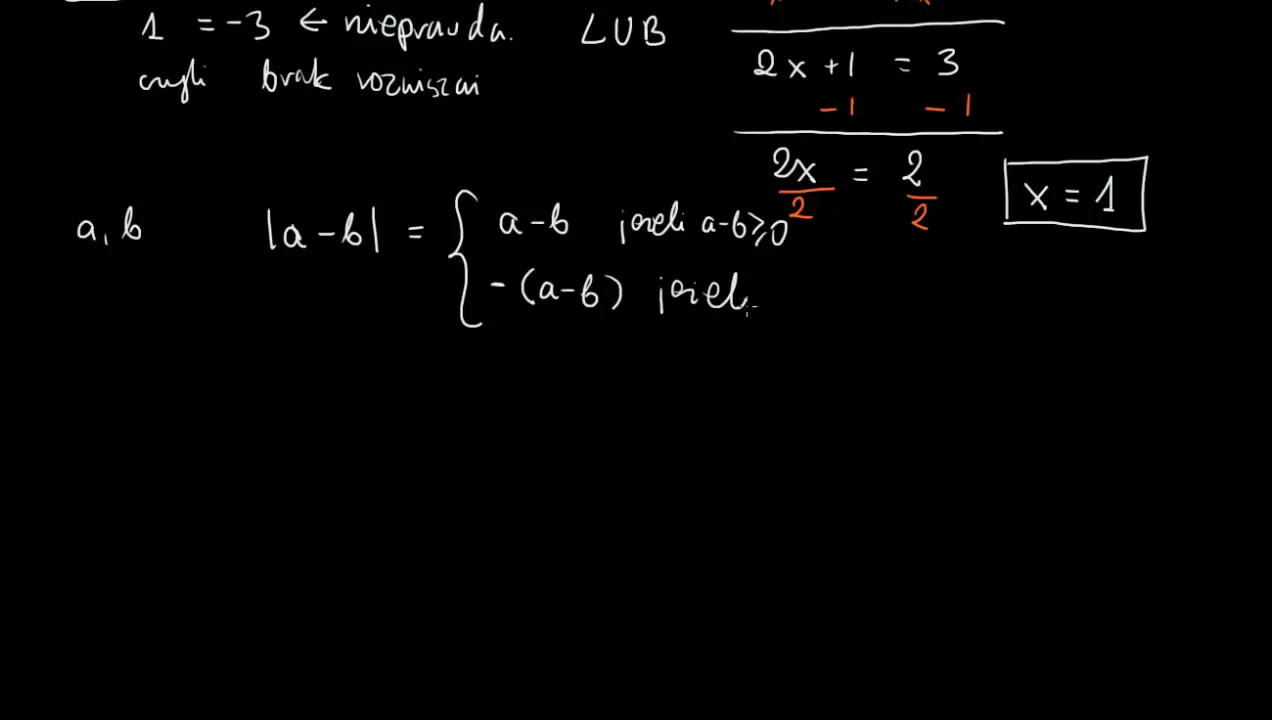 1 = -3 ← nieprawda. LUB
czyli brak rozwiązań
2x +1 = 3
-1 -1
2x = 2
2 2
x = 1
a, b |a - b| = { a - b jeżeli a-b ≥ 0
- (a - b) jeżel